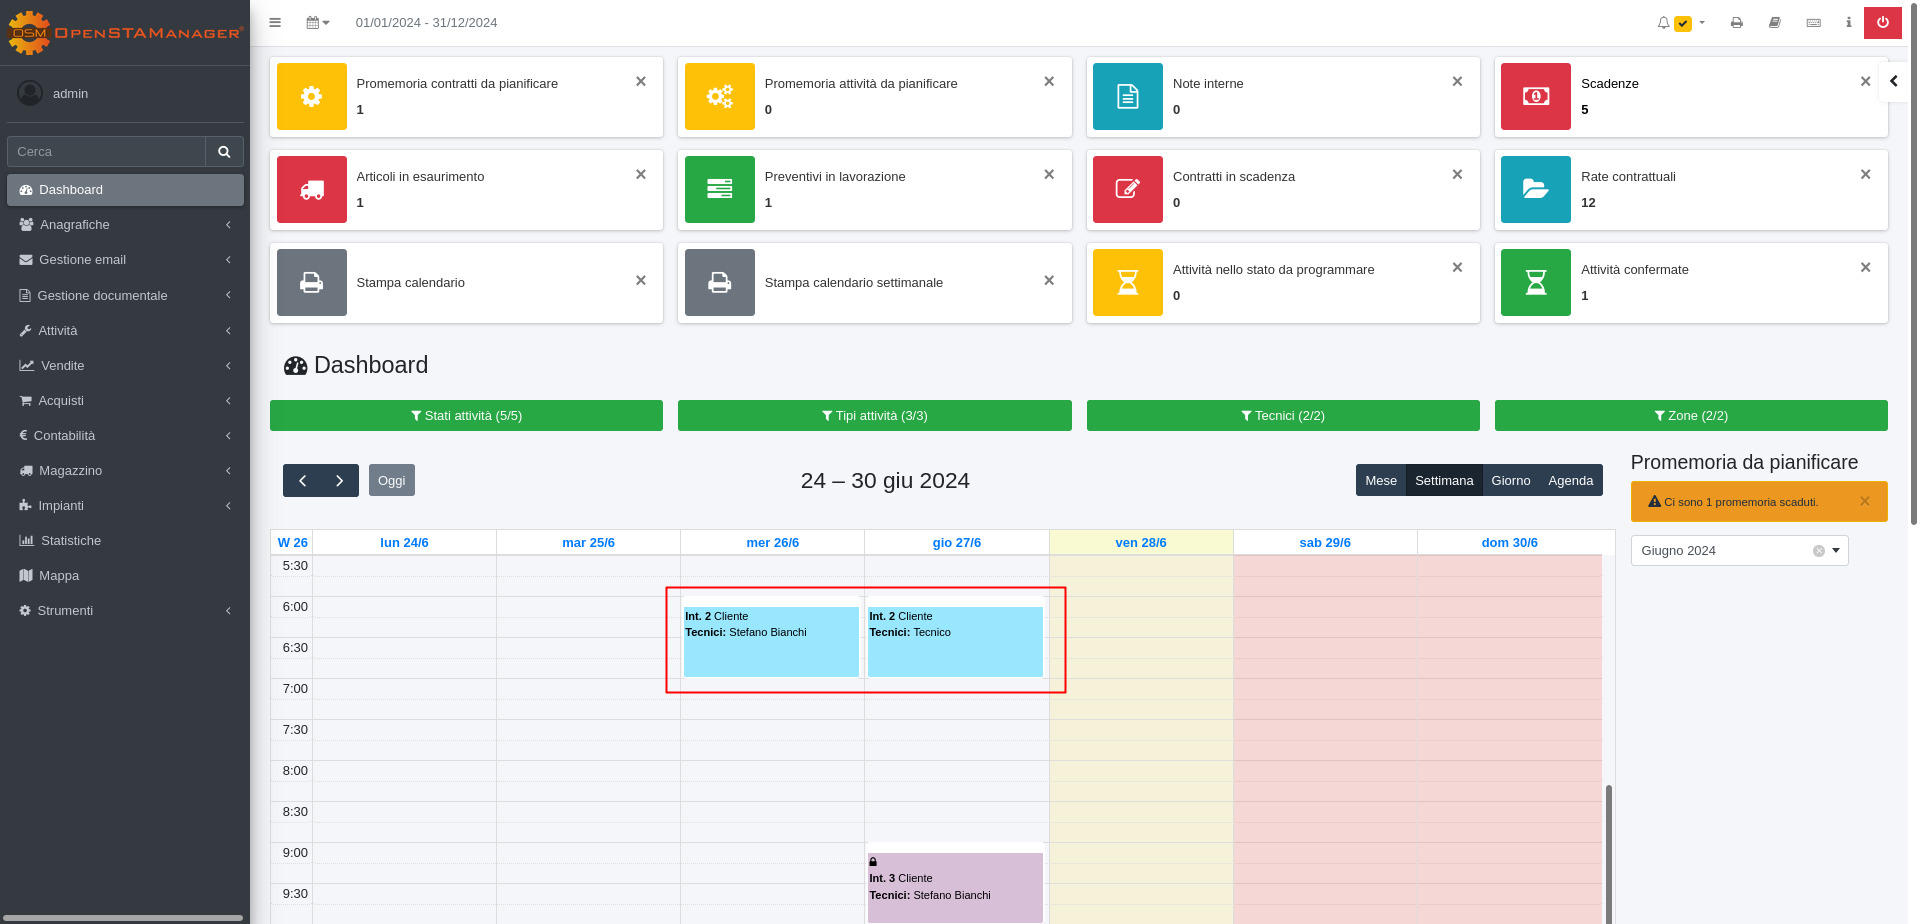 OSM OpenSTAManager®
01/01/2024 - 31/12/2024
admin
Cerca
Dashboard
Anagrafiche
Gestione email
Gestione documentale
Attività
Vendite
Acquisti
Contabilità
Magazzino
Impianti
Statistiche
Mappa
Strumenti
Promemoria contratti da pianificare
1
Promemoria attività da pianificare
0
Note interne
0
Scadenze
5
Articoli in esaurimento
1
Preventivi in lavorazione
1
Contratti in scadenza
0
Rate contrattuali
12
Stampa calendario
Stampa calendario settimanale
Attività nello stato da programmare
0
Attività confermate
1
Dashboard
Stati attività (5/5)
Tipi attività (3/3)
Tecnici (2/2)
Zone (2/2)
Oggi
24 – 30 giu 2024
Mese Settimana Giorno Agenda
Promemoria da pianificare
Ci sono 1 promemoria scaduti.
Giugno 2024
W 26 lun 24/6 mar 25/6 mer 26/6 gio 27/6 ven 28/6 sab 29/6 dom 30/6
5:30
6:00
6:30
7:00
7:30
8:00
8:30
9:00
9:30
Int. 2 Cliente
Tecnici: Stefano Bianchi
Int. 2 Cliente
Tecnici: Tecnico
Int. 3 Cliente
Tecnici: Stefano Bianchi